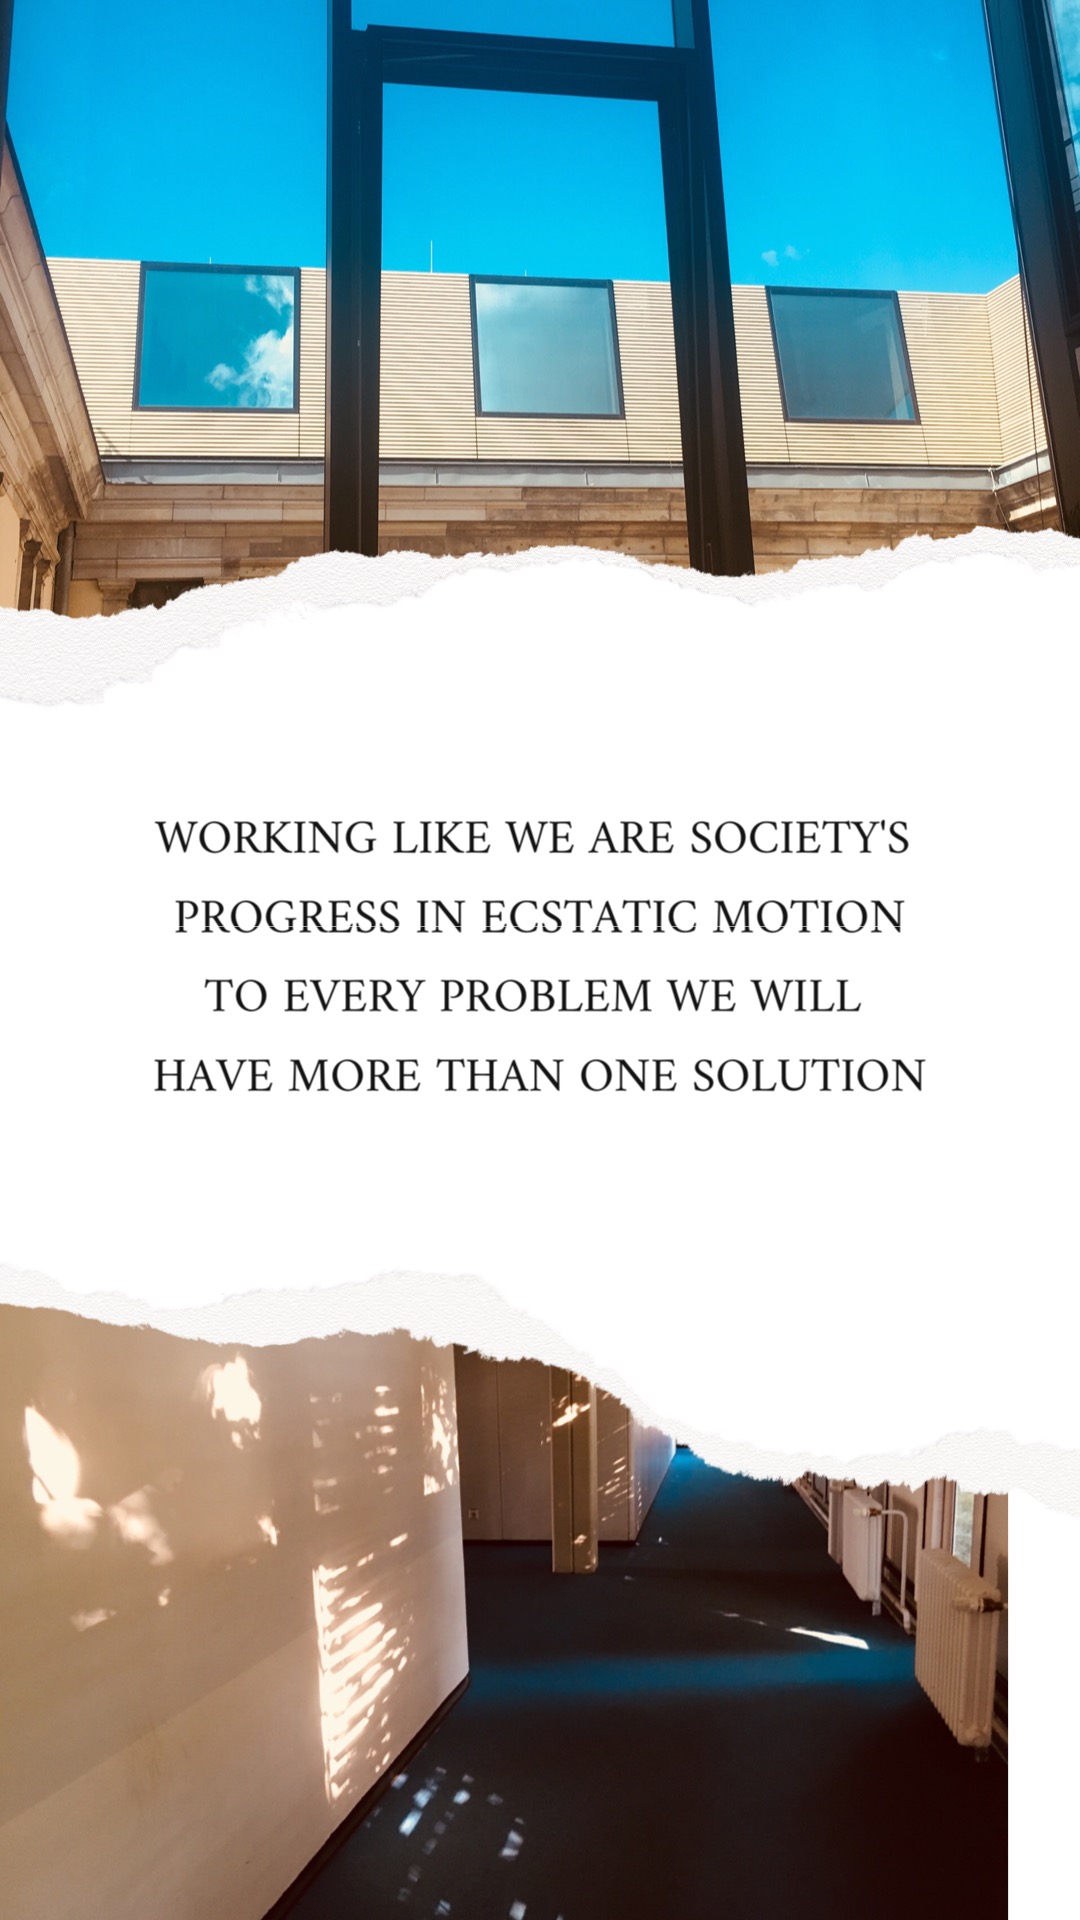 WORKING LIKE WE ARE SOCIETY'S
PROGRESS IN ECSTATIC MOTION
TO EVERY PROBLEM WE WILL
HAVE MORE THAN ONE SOLUTION